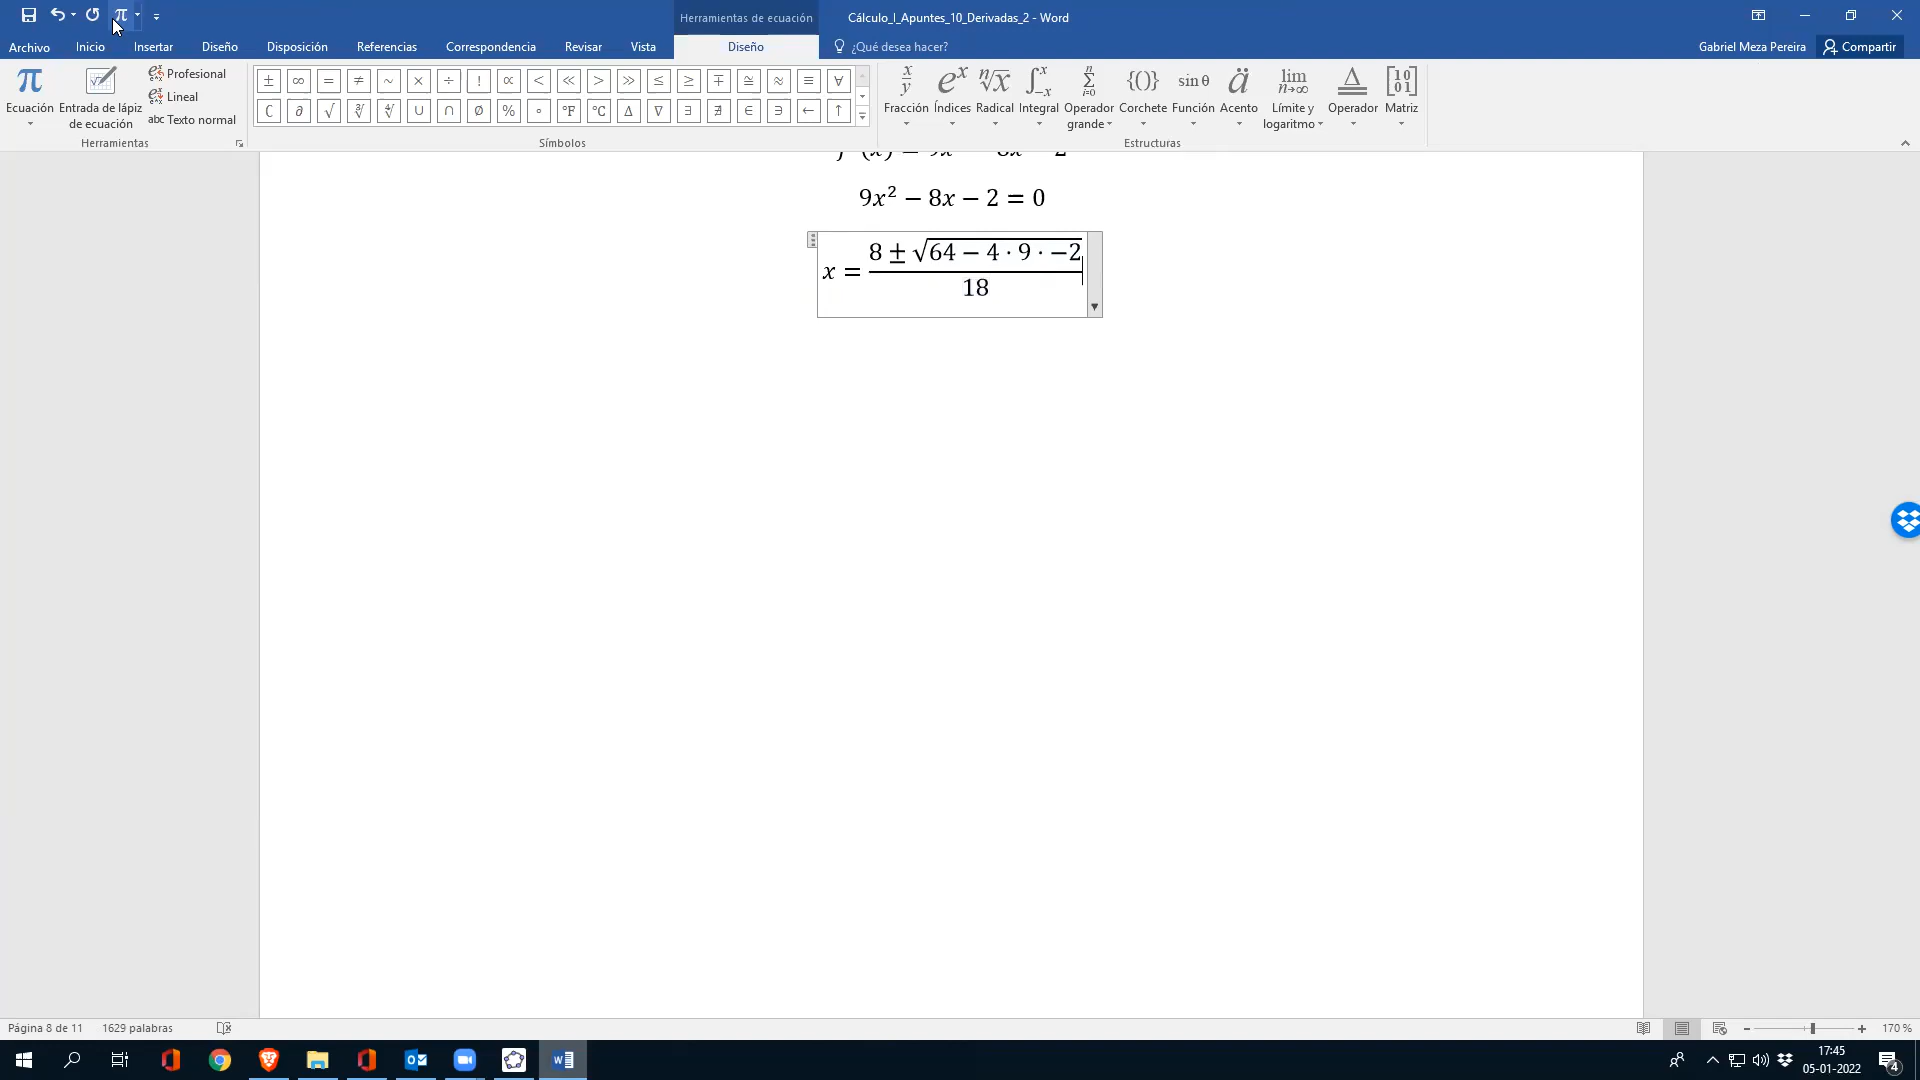 Herramientas de ecuación
Cálculo_I_Apuntes_10_Derivadas_2 - Word
Archivo Inicio Insertar Diseño Disposición Referencias Correspondencia Revisar Vista Diseño ¿Qué desea hacer? Gabriel Meza Pereira Compartir
Ecuación
Entrada de lápiz de ecuación
Profesional
Lineal
abc Texto normal
Herramientas
± ∞ = ≠ ~ × ÷ ! ∝ < ≪ > ≫ ≤ ≥ ∓ ≅ ≈ ≡ ∀
∁ ∂ √ ∛ ∜ ∪ ∩ ∅ % ° °F °C ∆ ∇ ∃ ∄ ∈ ∋ ← ↑
Símbolos
Fracción Índices Radical Integral Operador grande Corchete Función Acento Límite y logaritmo Operador Matriz
Estructuras
9x² − 8x − 2 = 0
x = (8 ± √(64 − 4 · 9 · −2)) / 18
Página 8 de 11 1629 palabras 170 %
17:45
05-01-2022
4